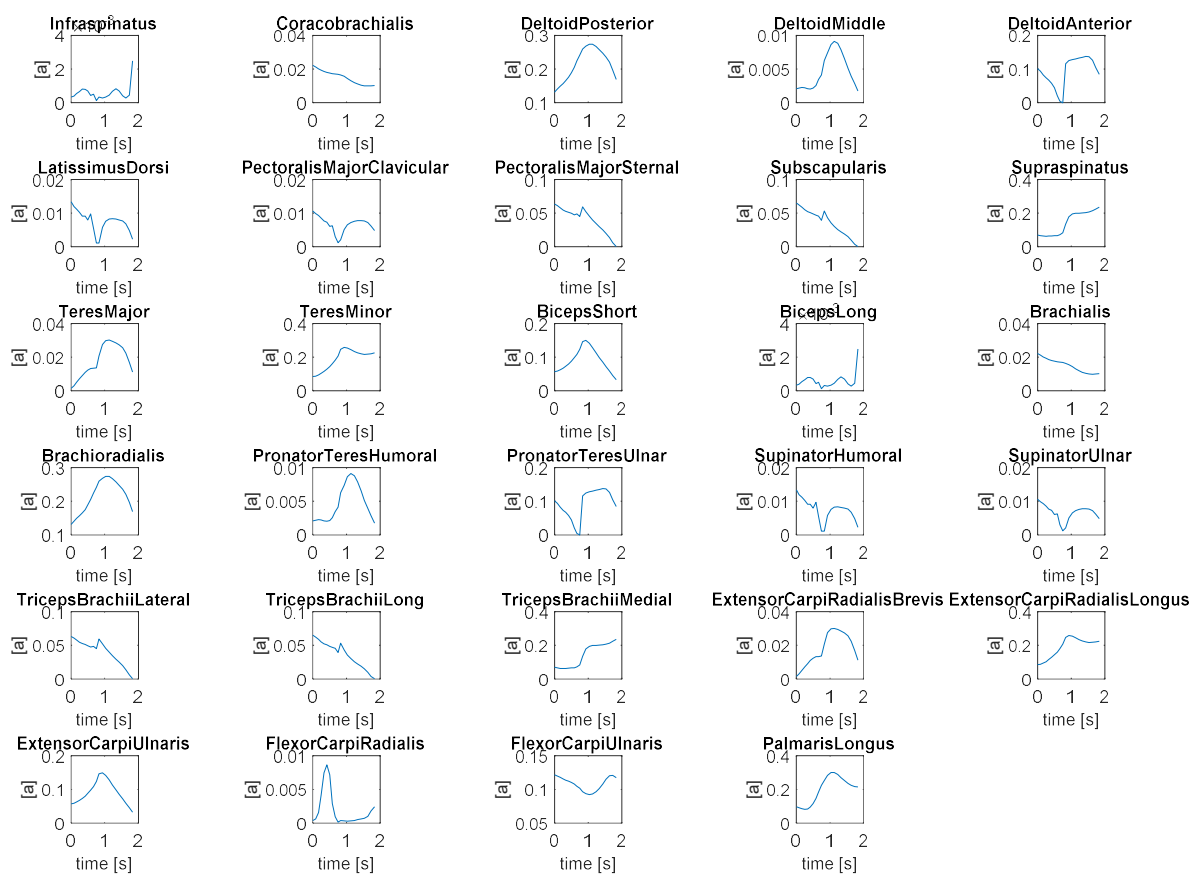 Infraspinatus Coracobrachialis DeltoidPosterior DeltoidMiddle DeltoidAnterior
4 0.04 0.3 0.01 0.2
[a] 2 [a] 0.02 [a] 0.2 [a] 0.005 [a] 0.1
0 0 0.1 0 0
0 1 2 0 1 2 0 1 2 0 1 2 0 1 2
time [s] time [s] time [s] time [s] time [s]
LatissimusDorsi PectoralisMajorClavicular PectoralisMajorSternal Subscapularis Supraspinatus
0.02 0.02 0.1 0.1 0.4
[a] 0.01 [a] 0.01 [a] 0.05 [a] 0.05 [a] 0.2
0 0 0 0 0
0 1 2 0 1 2 0 1 2 0 1 2 0 1 2
time [s] time [s] time [s] time [s] time [s]
TeresMajor TeresMinor BicepsShort BicepsLong Brachialis
0.04 0.4 0.2 4 0.04
[a] 0.02 [a] 0.2 [a] 0.1 [a] 2 [a] 0.02
0 0 0 0 0
0 1 2 0 1 2 0 1 2 0 1 2 0 1 2
time [s] time [s] time [s] time [s] time [s]
Brachioradialis PronatorTeresHumoral PronatorTeresUlnar SupinatorHumoral SupinatorUlnar
0.3 0.01 0.2 0.02 0.02
[a] 0.2 [a] 0.005 [a] 0.1 [a] 0.01 [a] 0.01
0.1 0 0 0 0
0 1 2 0 1 2 0 1 2 0 1 2 0 1 2
time [s] time [s] time [s] time [s] time [s]
TricepsBrachiiLateral TricepsBrachiiLong TricepsBrachiiMedial ExtensorCarpiRadialisBrevis ExtensorCarpiRadialisLongus
0.1 0.1 0.4 0.04 0.4
[a] 0.05 [a] 0.05 [a] 0.2 [a] 0.02 [a] 0.2
0 0 0 0 0
0 1 2 0 1 2 0 1 2 0 1 2 0 1 2
time [s] time [s] time [s] time [s] time [s]
ExtensorCarpiUlnaris FlexorCarpiRadialis FlexorCarpiUlnaris PalmarisLongus
0.2 0.01 0.15 0.4
[a] 0.1 [a] 0.005 [a] 0.1 [a] 0.2
0 0 0.05 0
0 1 2 0 1 2 0 1 2 0 1 2
time [s] time [s] time [s] time [s]